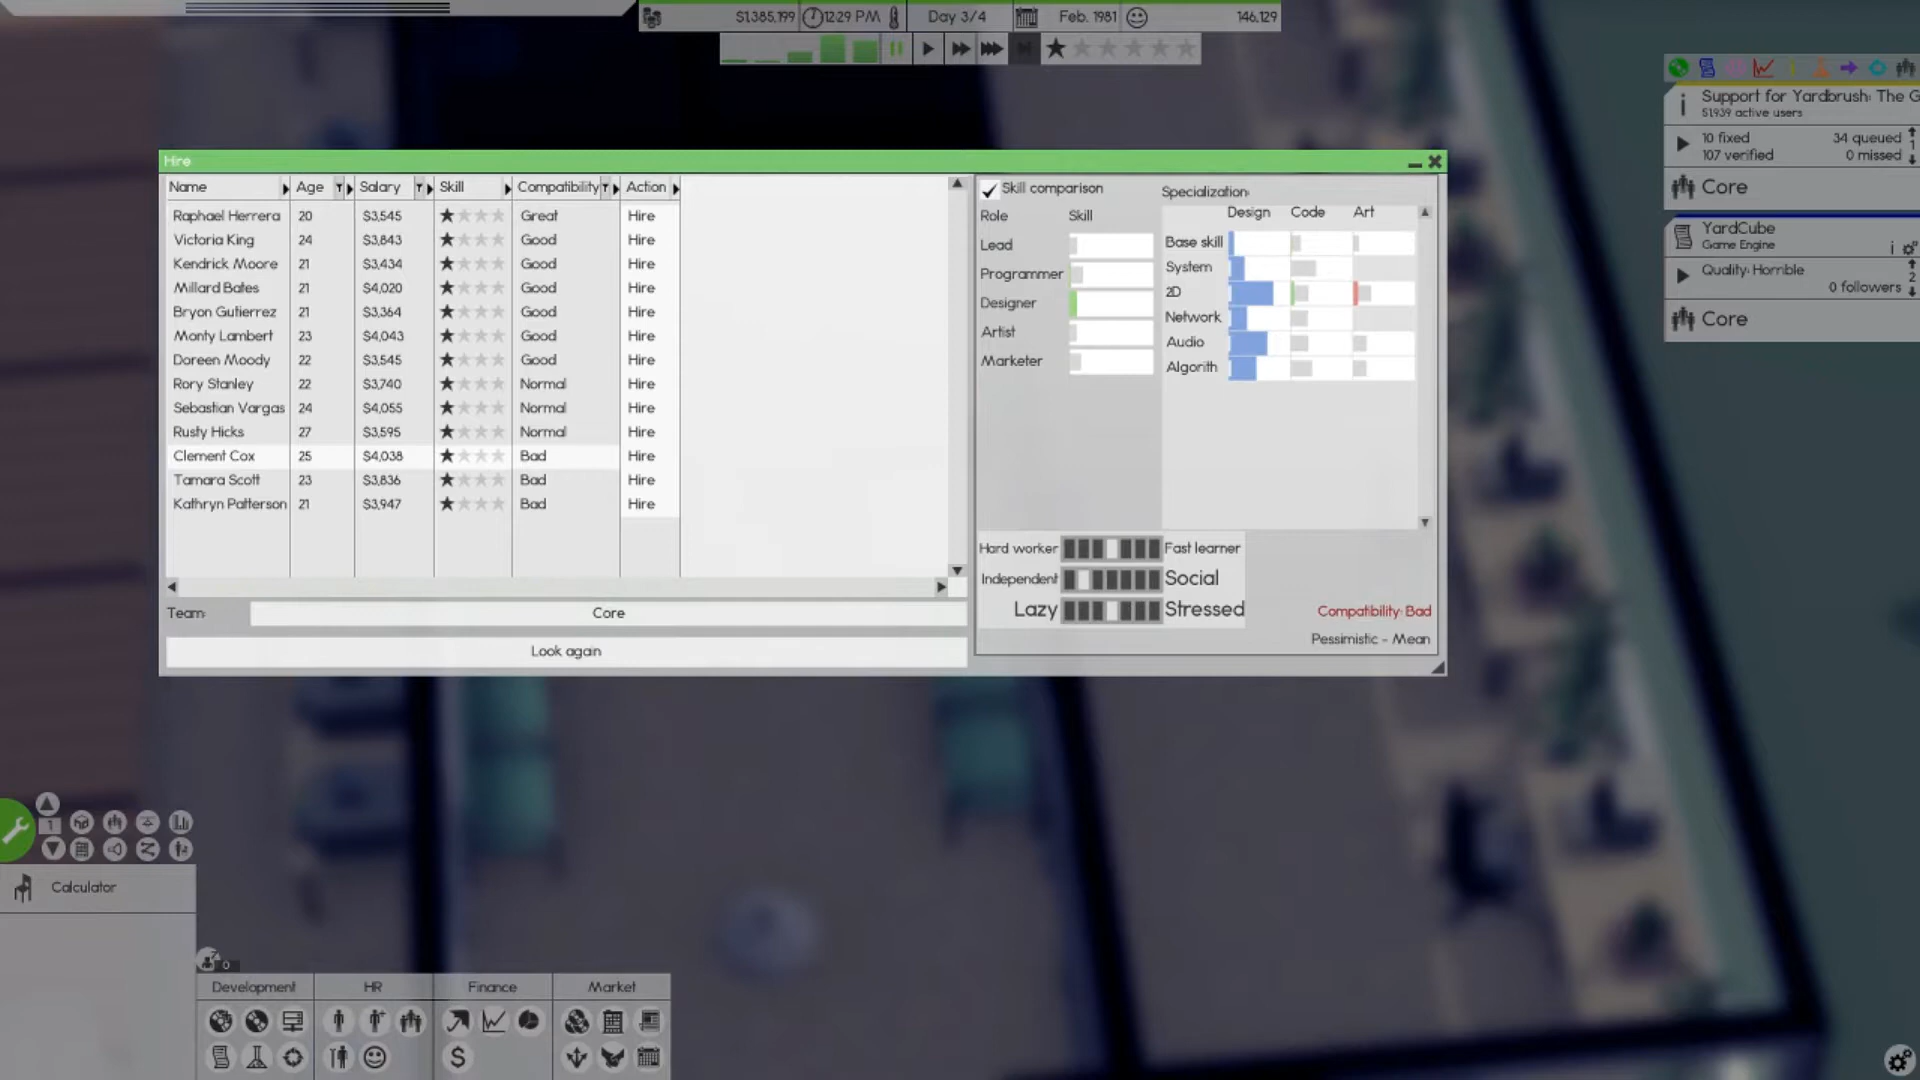 $1,385,199
12:29 PM
Day 3/4
Feb. 1981
146,129
Support for Yardbrush: The G
51,939 active users
10 fixed
34 queued
1
107 verified
0 missed
Core
YardCube
Game Engine
Quality: Horrible
2
0 followers
Core
Hire
Name Age Salary Skill Compatibility Action
Raphael Herrera 20 $3,545 Great Hire
Victoria King 24 $3,843 Good Hire
Kendrick Moore 21 $3,434 Good Hire
Millard Bates 21 $4,020 Good Hire
Bryon Gutierrez 21 $3,364 Good Hire
Monty Lambert 23 $4,043 Good Hire
Doreen Moody 22 $3,545 Good Hire
Rory Stanley 22 $3,740 Normal Hire
Sebastian Vargas 24 $4,055 Normal Hire
Rusty Hicks 27 $3,595 Normal Hire
Clement Cox 25 $4,038 Bad Hire
Tamara Scott 23 $3,836 Bad Hire
Kathryn Patterson 21 $3,947 Bad Hire
Team:
Core
Look again
Skill comparison
Role Skill
Lead
Programmer
Designer
Artist
Marketer
Specialization:
Design Code Art
Base skill
System
2D
Network
Audio
Algorith
Hard worker Fast learner
Independent Social
Lazy Stressed
Compatibility: Bad
Pessimistic - Mean
1
Calculator
0
Development HR Finance Market